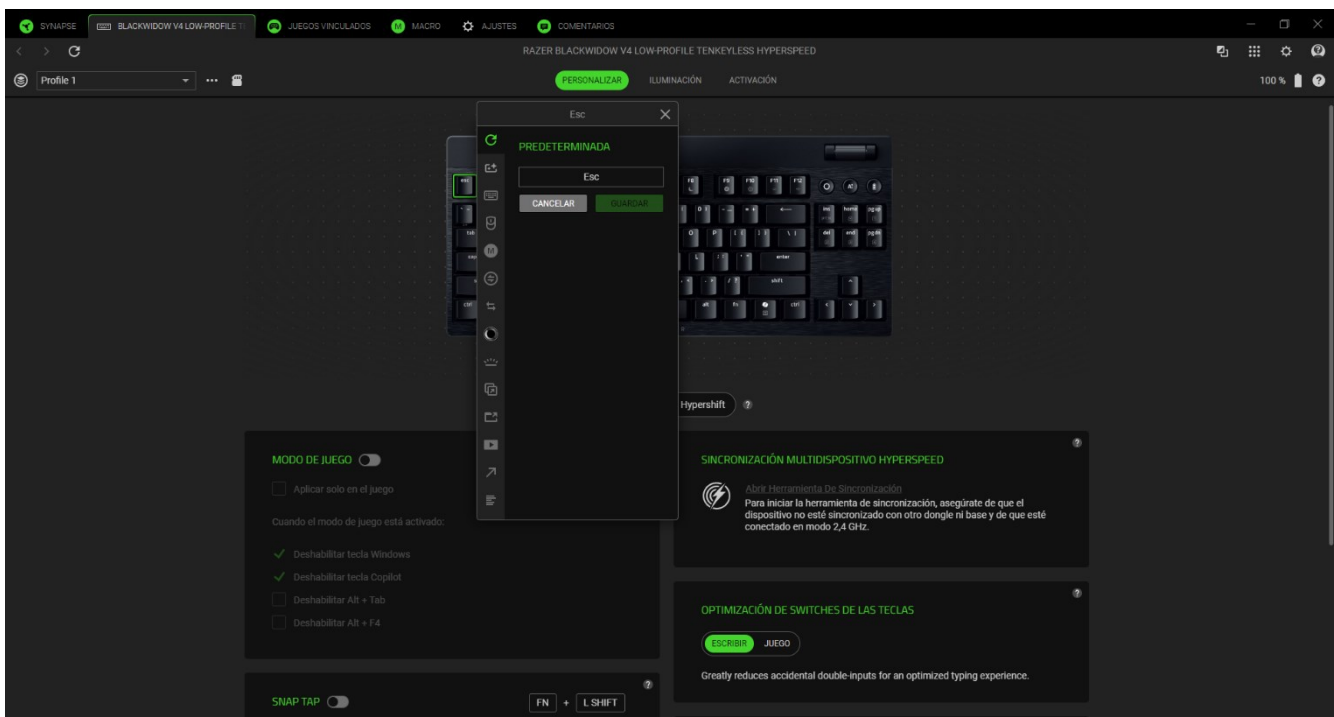 SYNAPSE
BLACKWIDOW V4 LOW-PROFILE T
JUEGOS VINCULADOS
MACRO
AJUSTES
COMENTARIOS
RAZER BLACKWIDOW V4 LOW-PROFILE TENKEYLESS HYPERSPEED
Profile 1
PERSONALIZAR
ILUMINACIÓN
ACTIVACIÓN
100 %
Esc
PREDETERMINADA
Esc
CANCELAR
GUARDAR
Hypershift
MODO DE JUEGO
Aplicar solo en el juego
Cuando el modo de juego está activado:
Deshabilitar tecla Windows
Deshabilitar tecla Copilot
Deshabilitar Alt + Tab
Deshabilitar Alt + F4
SNAP TAP
FN + L SHIFT
SINCRONIZACIÓN MULTIDISPOSITIVO HYPERSPEED
Abrir Herramienta De Sincronización
Para iniciar la herramienta de sincronización, asegúrate de que el
dispositivo no esté sincronizado con otro dongle ni base y de que esté
conectado en modo 2,4 GHz.
OPTIMIZACIÓN DE SWITCHES DE LAS TECLAS
ESCRIBIR
JUEGO
Greatly reduces accidental double-inputs for an optimized typing experience.